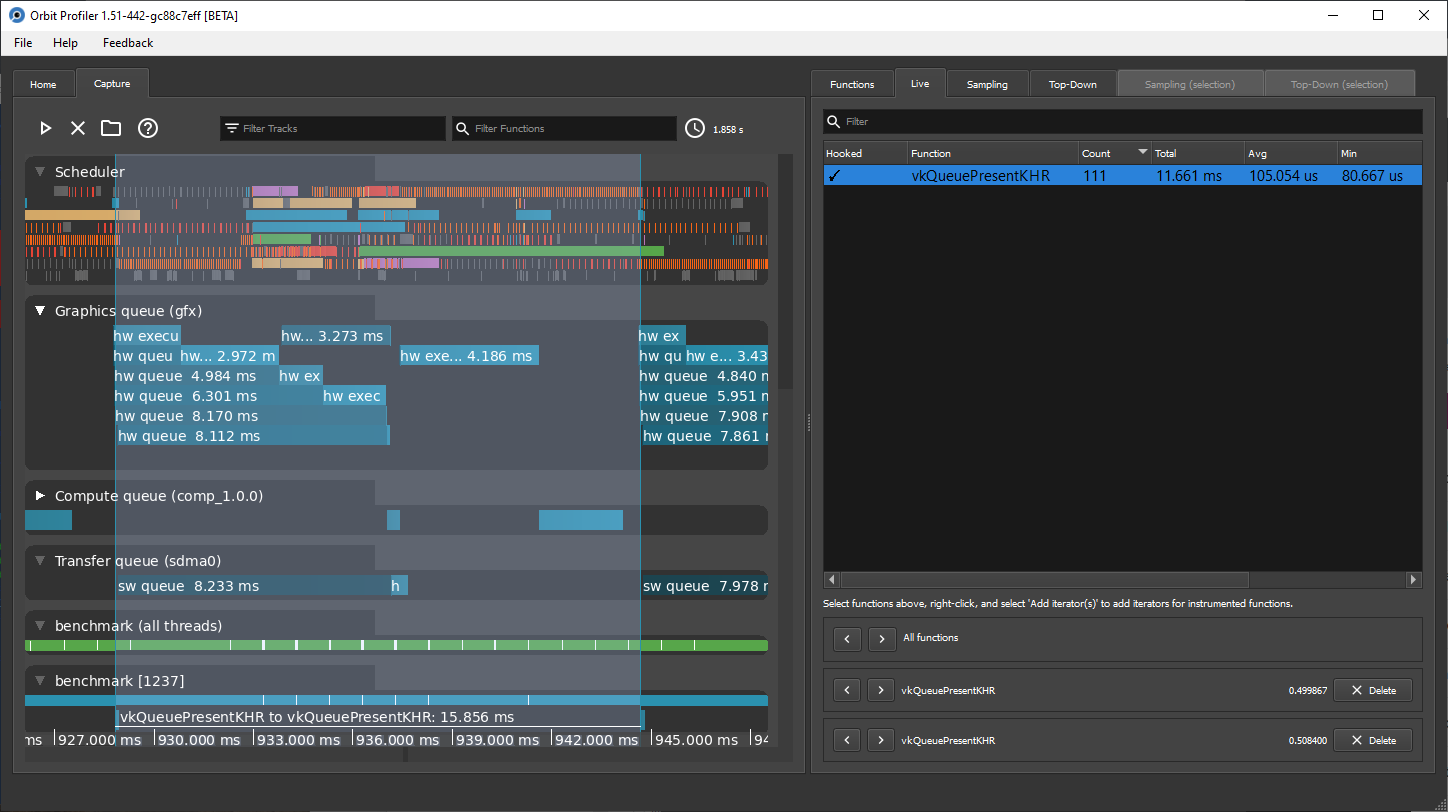 Orbit Profiler 1.51-442-gc88c7eff [BETA]
File Help Feedback
Home Capture
Filter Tracks Filter Functions 1.858 s
Scheduler
Graphics queue (gfx)
hw execu hw... 3.273 ms hw ex
hw queu hw... 2.972 m hw exe... 4.186 ms hw qu hw e... 3.43
hw queue 4.984 ms hw ex hw queue 4.840 m
hw queue 6.301 ms hw exec hw queue 5.951 m
hw queue 8.170 ms hw queue 7.908 m
hw queue 8.112 ms hw queue 7.861 m
Compute queue (comp_1.0.0)
Transfer queue (sdma0)
sw queue 8.233 ms h sw queue 7.978 m
benchmark (all threads)
benchmark [1237]
vkQueuePresentKHR to vkQueuePresentKHR: 15.856 ms
ms 927.000 ms 930.000 ms 933.000 ms 936.000 ms 939.000 ms 942.000 ms 945.000 ms 94
Functions Live Sampling Top-Down Sampling (selection) Top-Down (selection)
Filter
Hooked Function Count Total Avg Min
✓ vkQueuePresentKHR 111 11.661 ms 105.054 us 80.667 us
Select functions above, right-click, and select 'Add iterator(s)' to add iterators for instrumented functions.
< > All functions
< > vkQueuePresentKHR 0.499867 Delete
< > vkQueuePresentKHR 0.508400 Delete